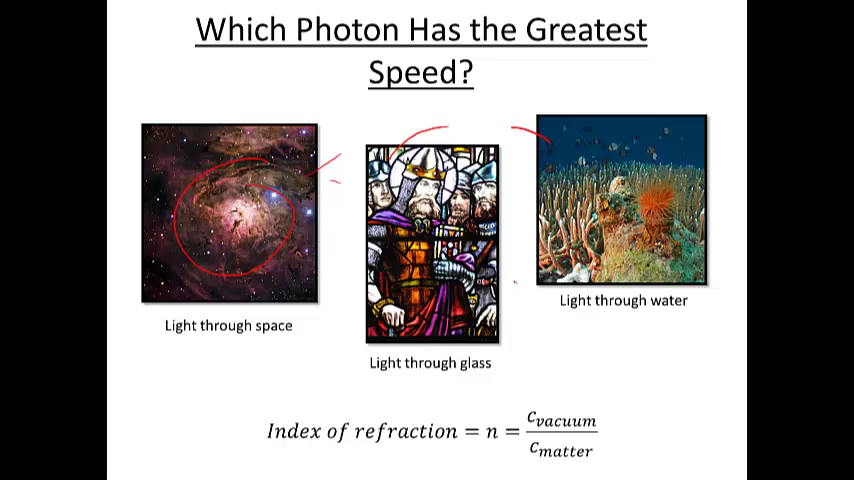 Which Photon Has the Greatest
Speed?
Light through space
Light through glass
Light through water
Index of refraction = n = c_vacuum / c_matter